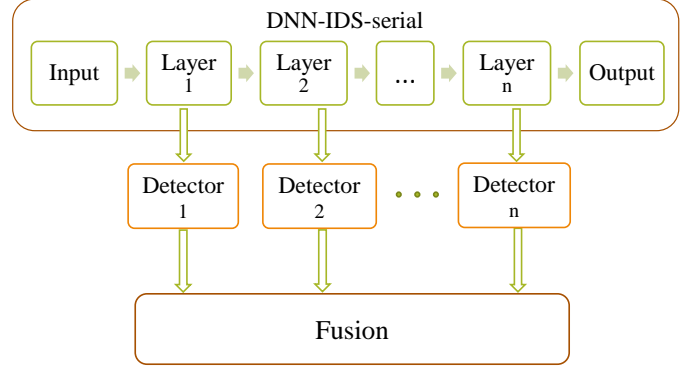 DNN-IDS-serial
Input
Layer
1
Layer
2
...
Layer
n
Output
Detector
1
Detector
2
Detector
n
Fusion